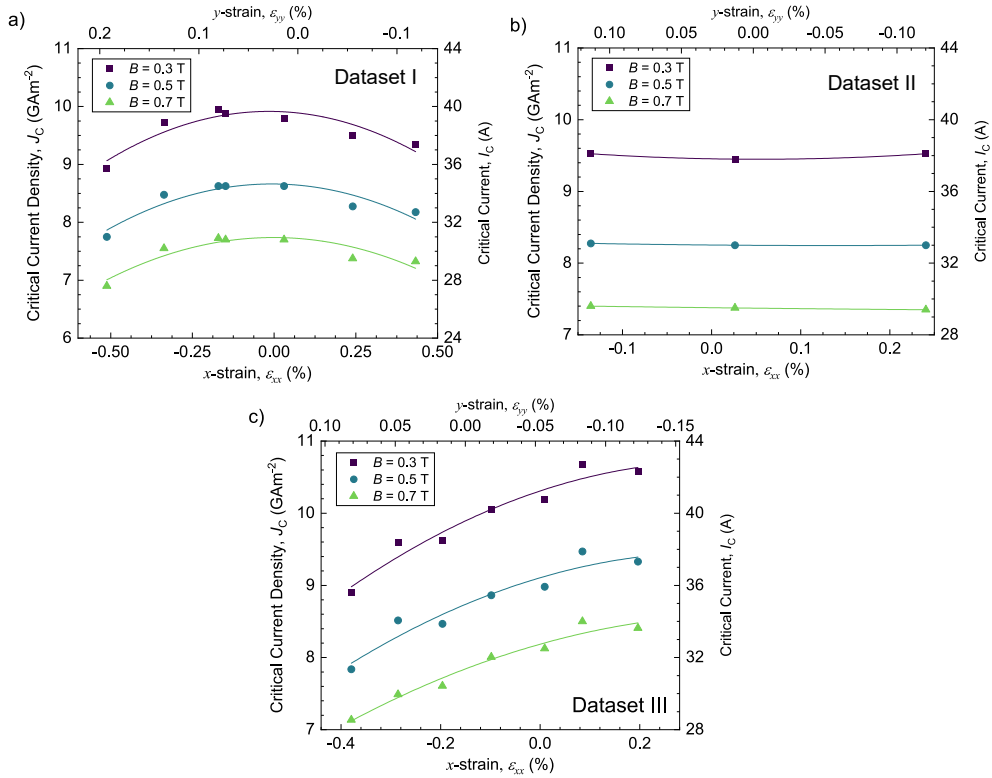 a)
y-strain, εyy (%)
0.2 0.1 0.0 -0.1
11 10 9 8 7 6
Critical Current Density, JC (GAm⁻²)
B = 0.3 T
B = 0.5 T
B = 0.7 T
Dataset I
44 40 36 32 28 24
Critical Current, IC (A)
-0.50 -0.25 0.00 0.25 0.50
x-strain, εxx (%)
b)
y-strain, εyy (%)
0.10 0.05 0.00 -0.05 -0.10
11 10 9 8 7
Critical Current Density, JC (GAm⁻²)
B = 0.3 T
B = 0.5 T
B = 0.7 T
Dataset II
44 40 36 32 28
Critical Current, IC (A)
-0.1 0.0 0.1 0.2
x-strain, εxx (%)
c)
y-strain, εyy (%)
0.10 0.05 0.00 -0.05 -0.10 -0.15
11 10 9 8 7
Critical Current Density, JC (GAm⁻²)
B = 0.3 T
B = 0.5 T
B = 0.7 T
Dataset III
44 40 36 32 28
Critical Current, IC (A)
-0.4 -0.2 0.0 0.2
x-strain, εxx (%)